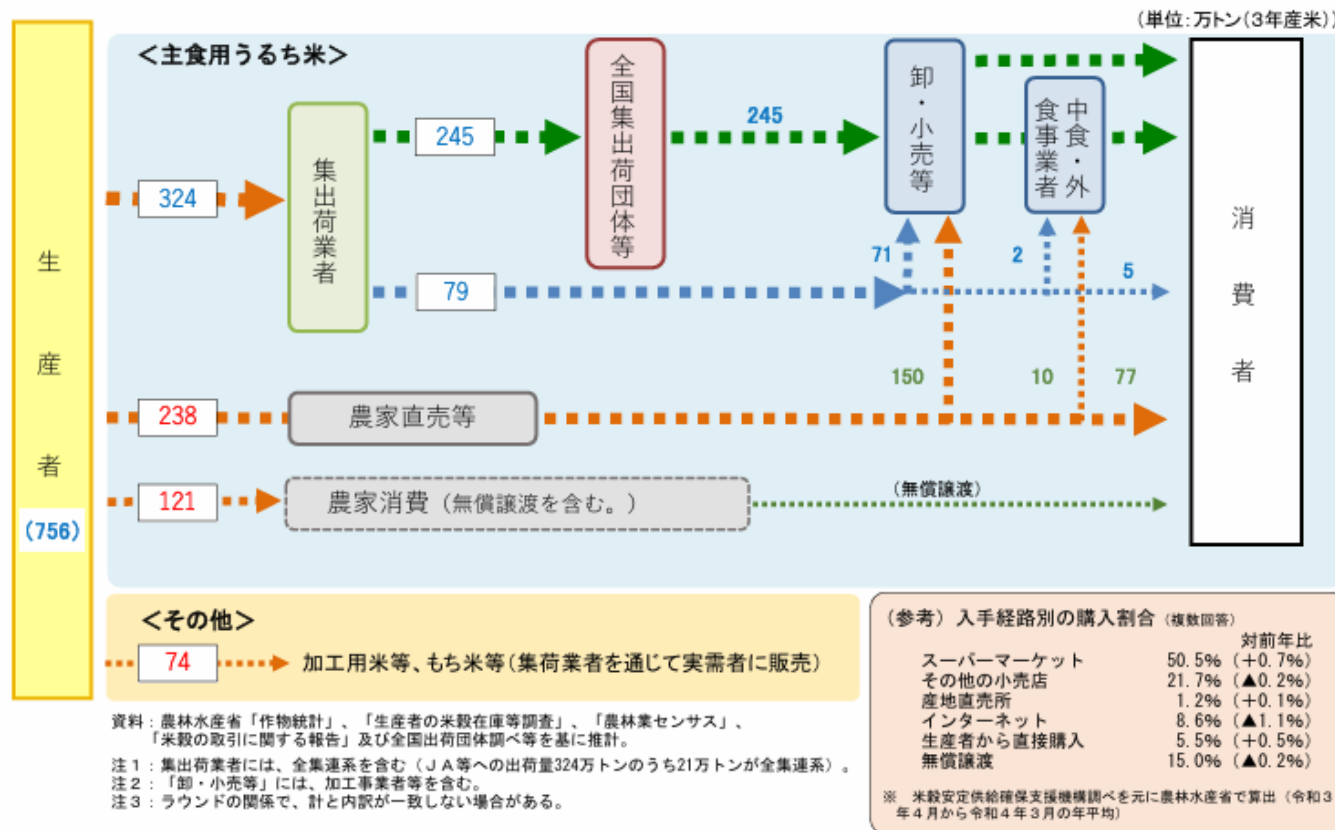 （単位：万トン（3年産米））
＜主食用うるち米＞
生産者
（756）
324
集出荷業者
245
全国集出荷団体等
245
卸・小売等
中食・外
食事業者
消費者
79
71
2
5
150
10
77
238
農家直売等
121
農家消費（無償譲渡を含む。）
（無償譲渡）
＜その他＞
74
加工用米等、もち米等（集荷業者を通じて実需者に販売）
（参考）入手経路別の購入割合（複数回答）
対前年比
スーパーマーケット 50.5%（+0.7%）
その他の小売店 21.7%（▲0.2%）
産地直売所 1.2%（+0.1%）
インターネット 8.6%（▲1.1%）
生産者から直接購入 5.5%（+0.5%）
無償譲渡 15.0%（▲0.2%）
※　米穀安定供給確保支援機構調べを元に農林水産省で算出（令和3
年4月から令和4年3月の年平均）
資料：農林水産省「作物統計」、「生産者の米穀在庫等調査」、「農林業センサス」、
「米穀の取引に関する報告」及び全国出荷団体調べ等を基に推計。
注1：集出荷業者には、全集連系を含む（ＪＡ等への出荷量324万トンのうち21万トンが全集連系）。
注2：「卸・小売等」には、加工事業者等を含む。
注3：ラウンドの関係で、計と内訳が一致しない場合がある。